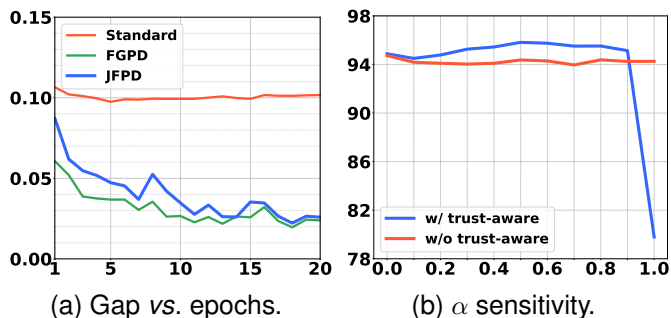 0.15
0.10
0.05
0.00
Standard
FGPD
JFPD
1 5 10 15 20
(a) Gap vs. epochs.
98
94
90
86
82
78
w/ trust-aware
w/o trust-aware
0.0 0.2 0.4 0.6 0.8 1.0
(b) α sensitivity.